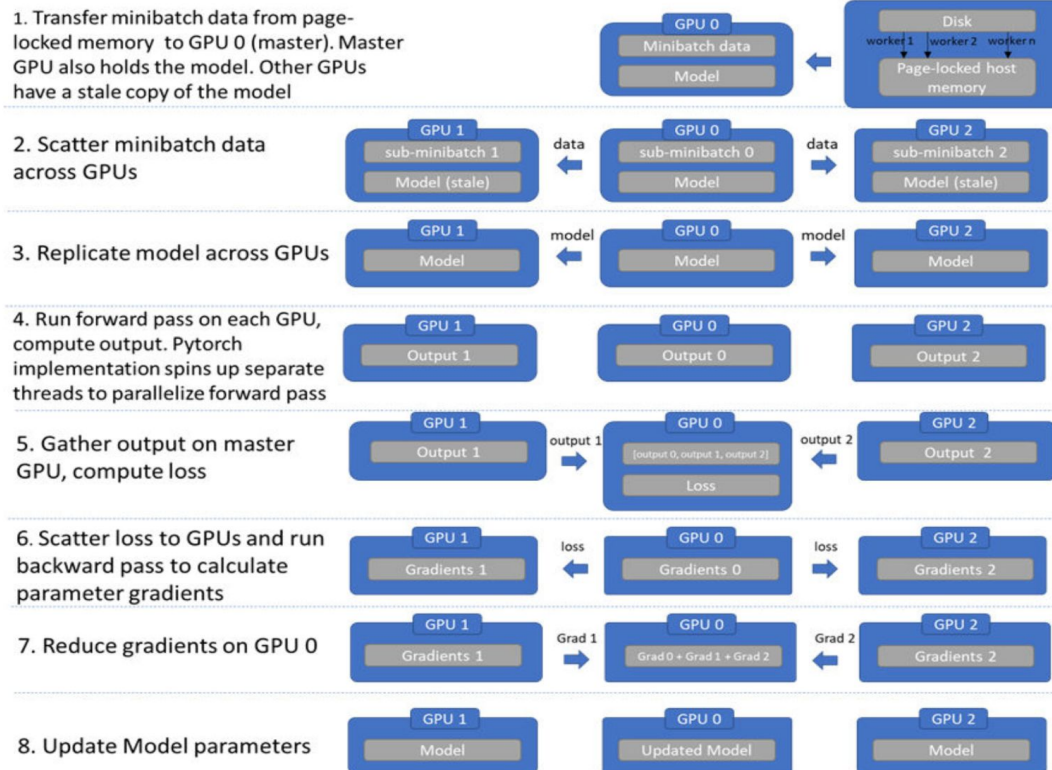 1. Transfer minibatch data from page-
locked memory to GPU 0 (master). Master
GPU also holds the model. Other GPUs
have a stale copy of the model
GPU 0
Minibatch data
Model
Disk
worker 1 worker 2 worker n
Page-locked host
memory
2. Scatter minibatch data
across GPUs
GPU 1
sub-minibatch 1
Model (stale)
data
GPU 0
sub-minibatch 0
Model
data
GPU 2
sub-minibatch 2
Model (stale)
3. Replicate model across GPUs
GPU 1
Model
model
GPU 0
Model
model
GPU 2
Model
4. Run forward pass on each GPU,
compute output. Pytorch
implementation spins up separate
threads to parallelize forward pass
GPU 1
Output 1
GPU 0
Output 0
GPU 2
Output 2
5. Gather output on master
GPU, compute loss
GPU 1
Output 1
output 1
GPU 0
[output 0, output 1, output 2]
Loss
output 2
GPU 2
Output 2
6. Scatter loss to GPUs and run
backward pass to calculate
parameter gradients
GPU 1
Gradients 1
loss
GPU 0
Gradients 0
loss
GPU 2
Gradients 2
7. Reduce gradients on GPU 0
GPU 1
Gradients 1
Grad 1
GPU 0
Grad 0 + Grad 1 + Grad 2
Grad 2
GPU 2
Gradients 2
8. Update Model parameters
GPU 1
Model
GPU 0
Updated Model
GPU 2
Model